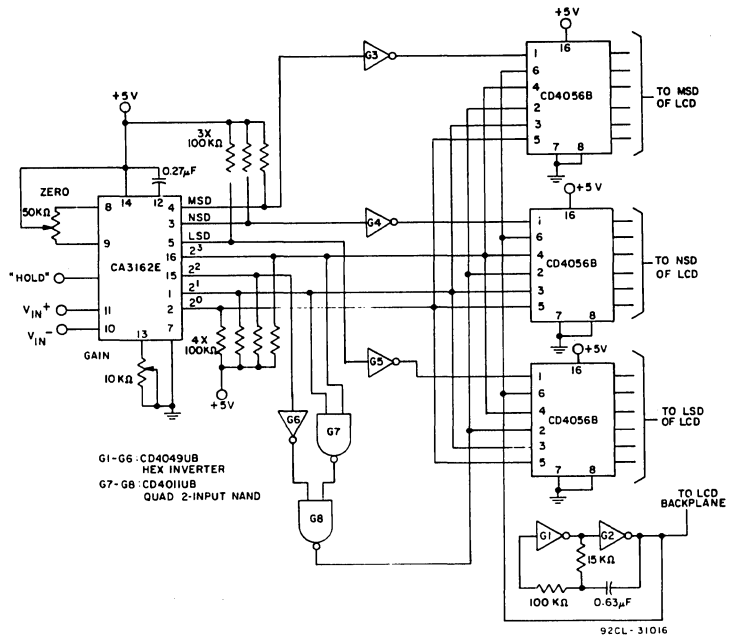 +5V
16
1
6
4
2
3
5
CD4056B
7 8
TO MSD
OF LCD
G3
+5V
3X
100KΩ
0.27µF
ZERO
50KΩ
14 12
8
9
"HOLD"
VIN+
11
VIN-
10
CA3162E
13 7
GAIN
10KΩ
4 MSD
3 NSD
5 LSD
16 2³
15 2²
1 2¹
2 2⁰
4X
100KΩ
+5V
G4
+5V
16
1
6
4
2
3
5
CD4056B
7 8
TO NSD
OF LCD
G5
+5V
16
1
6
4
2
3
5
CD4056B
7 8
TO LSD
OF LCD
G6
G7
G8
G1-G6:CD4049UB
HEX INVERTER
G7-G8:CD4011UB
QUAD 2-INPUT NAND
TO LCD
BACKPLANE
G1
G2
15KΩ
100KΩ
0.63µF
92CL-31016